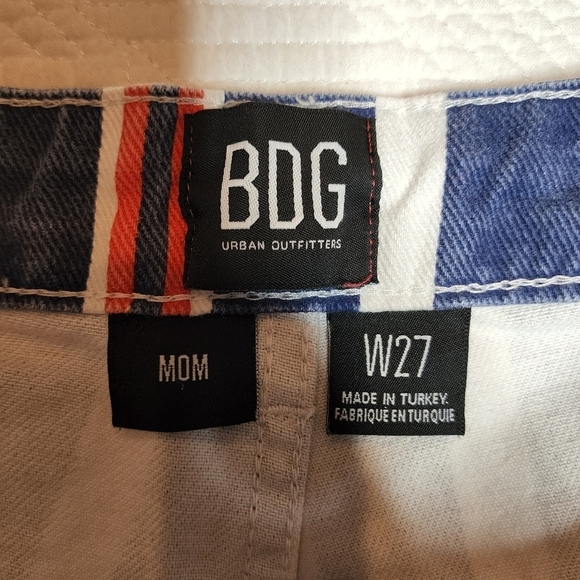 BDG
URBAN OUTFITTERS
MOM
W27
MADE IN TURKEY
FABRIQUÉ EN TURQUIE